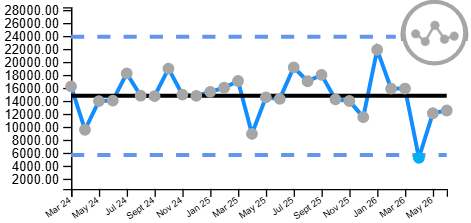 28000.00
26000.00
24000.00
22000.00
20000.00
18000.00
16000.00
14000.00
12000.00
10000.00
8000.00
6000.00
4000.00
2000.00
Mar 24
May 24
Jul 24
Sept 24
Nov 24
Jan 25
Mar 25
May 25
Jul 25
Sept 25
Nov 25
Jan 26
Mar 26
May 26